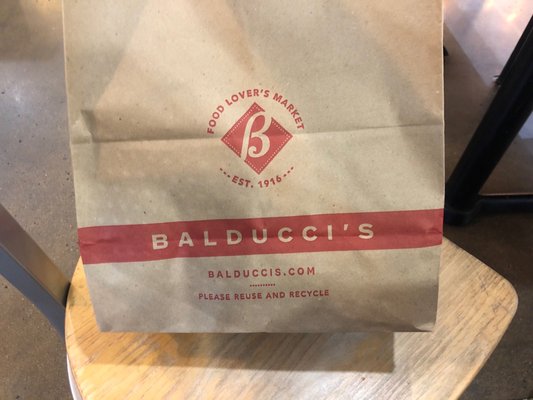 FOOD LOVER'S MARKET
B
EST. 1916
BALDUCCI'S
BALDUCCIS.COM
PLEASE REUSE AND RECYCLE